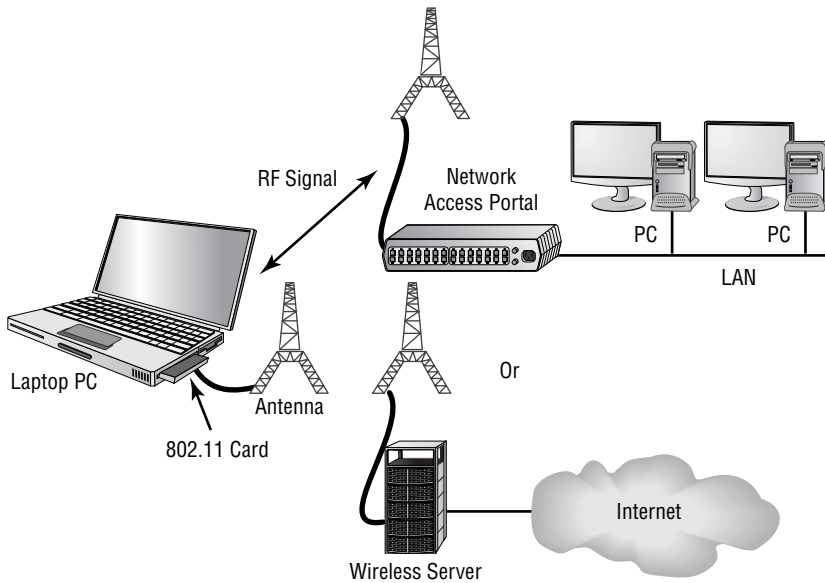 RF Signal
Network
Access Portal
PC
PC
LAN
Laptop PC
Antenna
Or
802.11 Card
Internet
Wireless Server